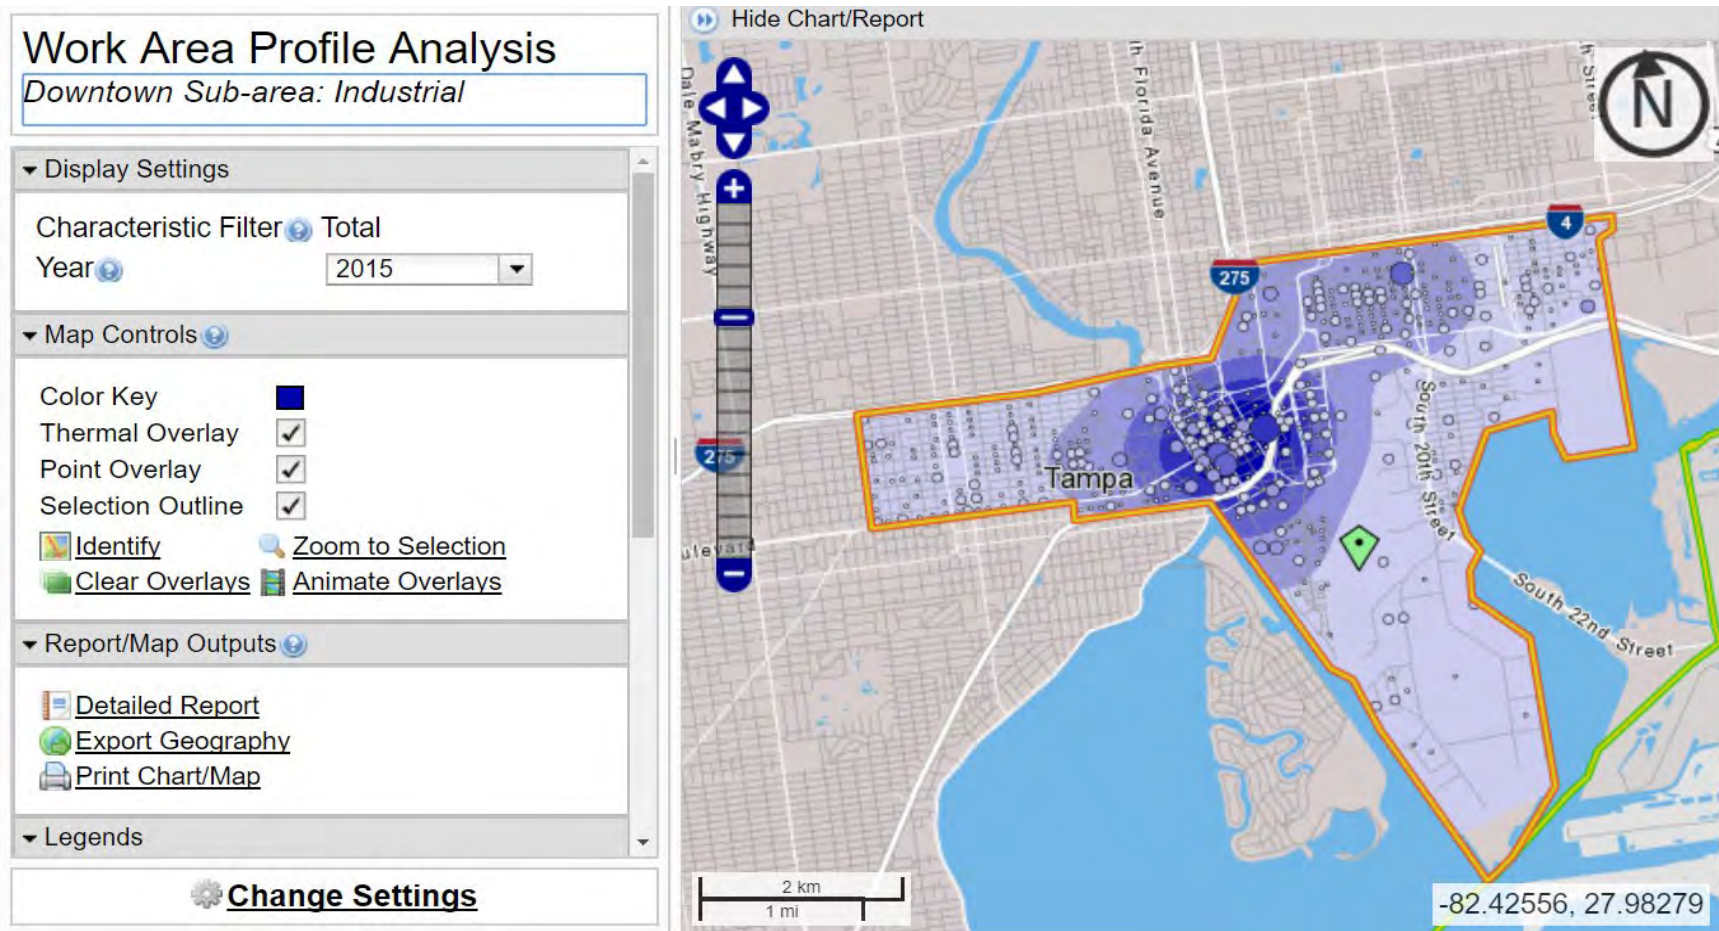 Work Area Profile Analysis
Downtown Sub-area: Industrial
Display Settings
Characteristic Filter Total
Year 2015
Map Controls
Color Key
Thermal Overlay
Point Overlay
Selection Outline
Identify Zoom to Selection
Clear Overlays Animate Overlays
Report/Map Outputs
Detailed Report
Export Geography
Print Chart/Map
Legends
Change Settings
Hide Chart/Report
Dale Mabry Highway
th Florida Avenue
h Street
N
4
275
275
Tampa
South 20th Street
ulevard
South 22nd Street
2 km
1 mi
-82.42556, 27.98279